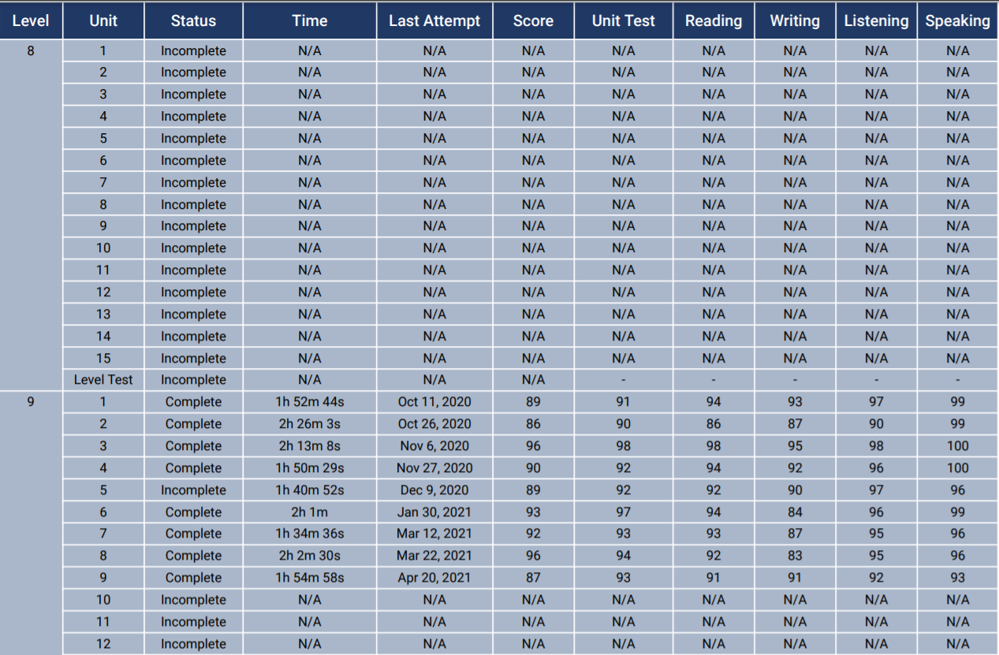 Level Unit Status Time Last Attempt Score Unit Test Reading Writing Listening Speaking
8 1 Incomplete N/A N/A N/A N/A N/A N/A N/A N/A
2 Incomplete N/A N/A N/A N/A N/A N/A N/A N/A
3 Incomplete N/A N/A N/A N/A N/A N/A N/A N/A
4 Incomplete N/A N/A N/A N/A N/A N/A N/A N/A
5 Incomplete N/A N/A N/A N/A N/A N/A N/A N/A
6 Incomplete N/A N/A N/A N/A N/A N/A N/A N/A
7 Incomplete N/A N/A N/A N/A N/A N/A N/A N/A
8 Incomplete N/A N/A N/A N/A N/A N/A N/A N/A
9 Incomplete N/A N/A N/A N/A N/A N/A N/A N/A
10 Incomplete N/A N/A N/A N/A N/A N/A N/A N/A
11 Incomplete N/A N/A N/A N/A N/A N/A N/A N/A
12 Incomplete N/A N/A N/A N/A N/A N/A N/A N/A
13 Incomplete N/A N/A N/A N/A N/A N/A N/A N/A
14 Incomplete N/A N/A N/A N/A N/A N/A N/A N/A
15 Incomplete N/A N/A N/A N/A N/A N/A N/A N/A
Level Test Incomplete N/A N/A N/A - - - - -
9 1 Complete 1h 52m 44s Oct 11, 2020 89 91 94 93 97 99
2 Complete 2h 26m 3s Oct 26, 2020 86 90 86 87 90 99
3 Complete 2h 13m 8s Nov 6, 2020 96 98 98 95 98 100
4 Complete 1h 50m 29s Nov 27, 2020 90 92 94 92 96 100
5 Incomplete 1h 40m 52s Dec 9, 2020 89 92 92 90 97 96
6 Complete 2h 1m Jan 30, 2021 93 97 94 84 96 99
7 Complete 1h 34m 36s Mar 12, 2021 92 93 93 87 95 96
8 Complete 2h 2m 30s Mar 22, 2021 96 94 92 83 95 96
9 Complete 1h 54m 58s Apr 20, 2021 87 93 91 91 92 93
10 Incomplete N/A N/A N/A N/A N/A N/A N/A N/A
11 Incomplete N/A N/A N/A N/A N/A N/A N/A N/A
12 Incomplete N/A N/A N/A N/A N/A N/A N/A N/A